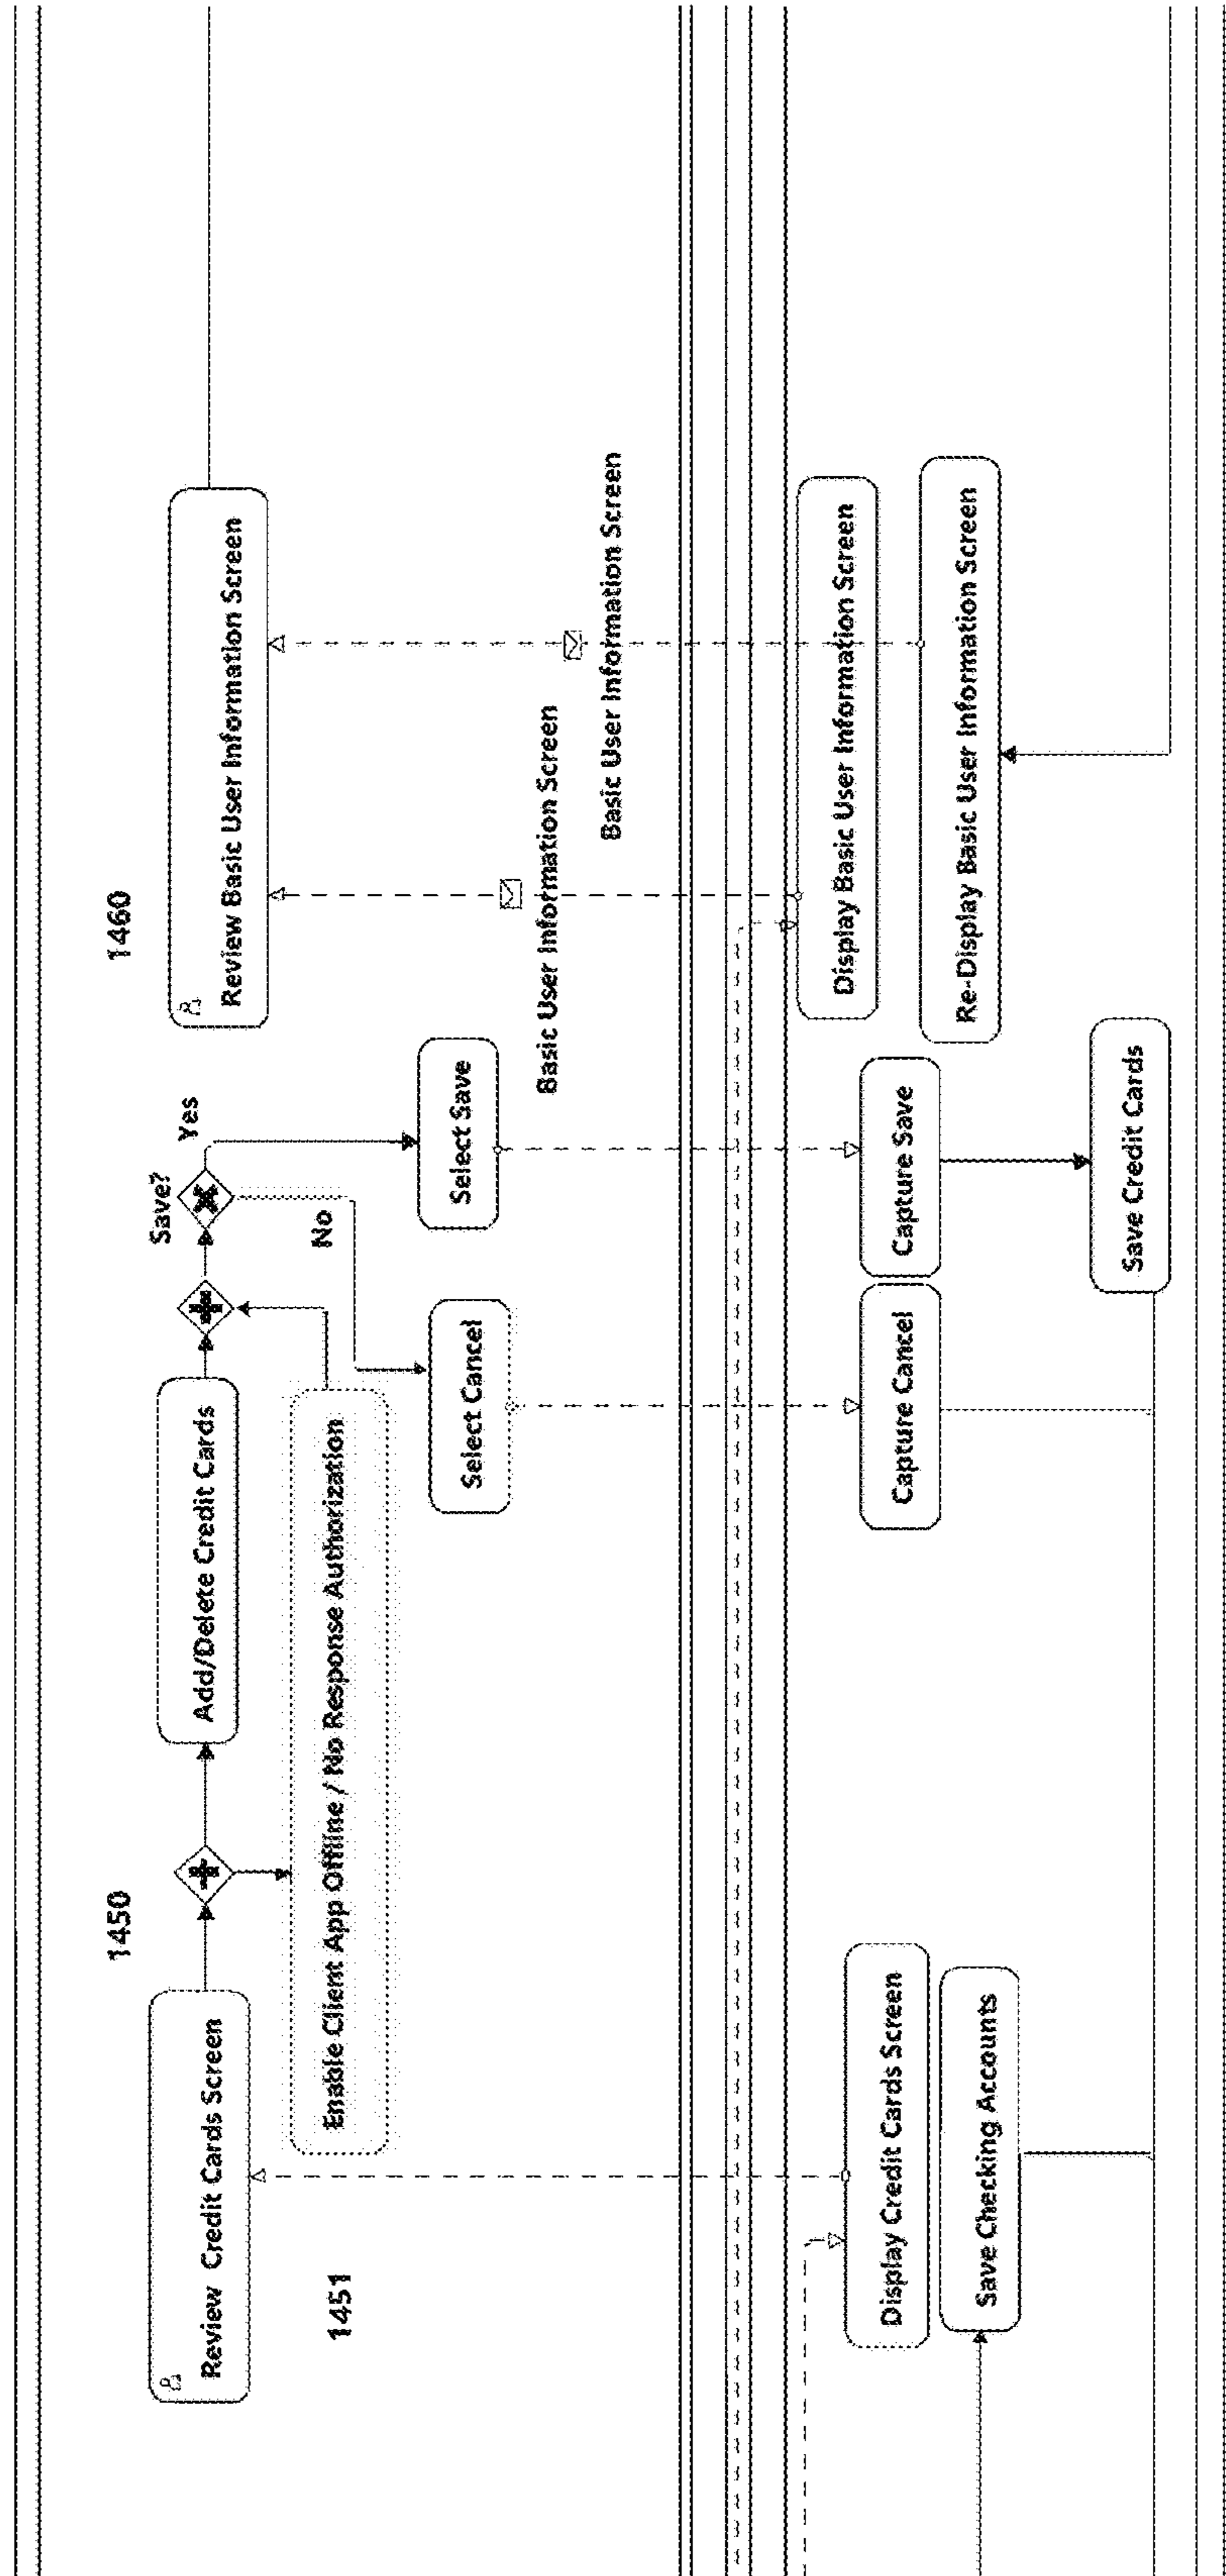 1450
1460
Review Credit Cards Screen
Add/Delete Credit Cards
Save?
Yes
No
Review Basic User Information Screen
1451
Enable Client App Offline / No Response Authorization
Select Cancel
Select Save
Basic User Information Screen
Basic User Information Screen
Display Credit Cards Screen
Save Checking Accounts
Capture Cancel
Capture Save
Save Credit Cards
Display Basic User Information Screen
Re-Display Basic User Information Screen